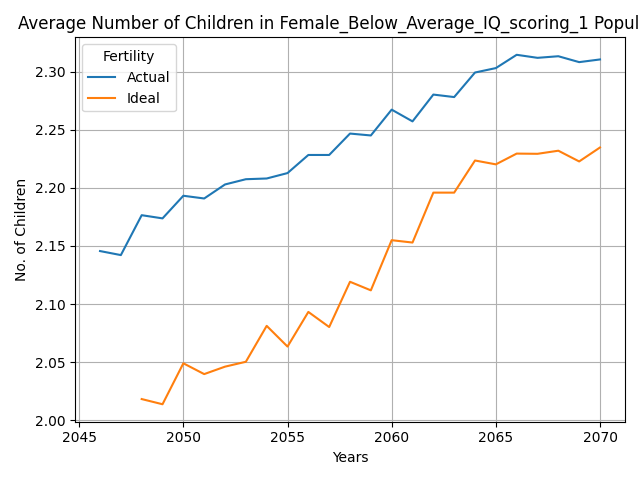 Average Number of Children in Female_Below_Average_IQ_scoring_1 Popul
Fertility
Actual
Ideal
2.30
2.25
2.20
2.15
2.10
2.05
2.00
No. of Children
2045 2050 2055 2060 2065 2070
Years